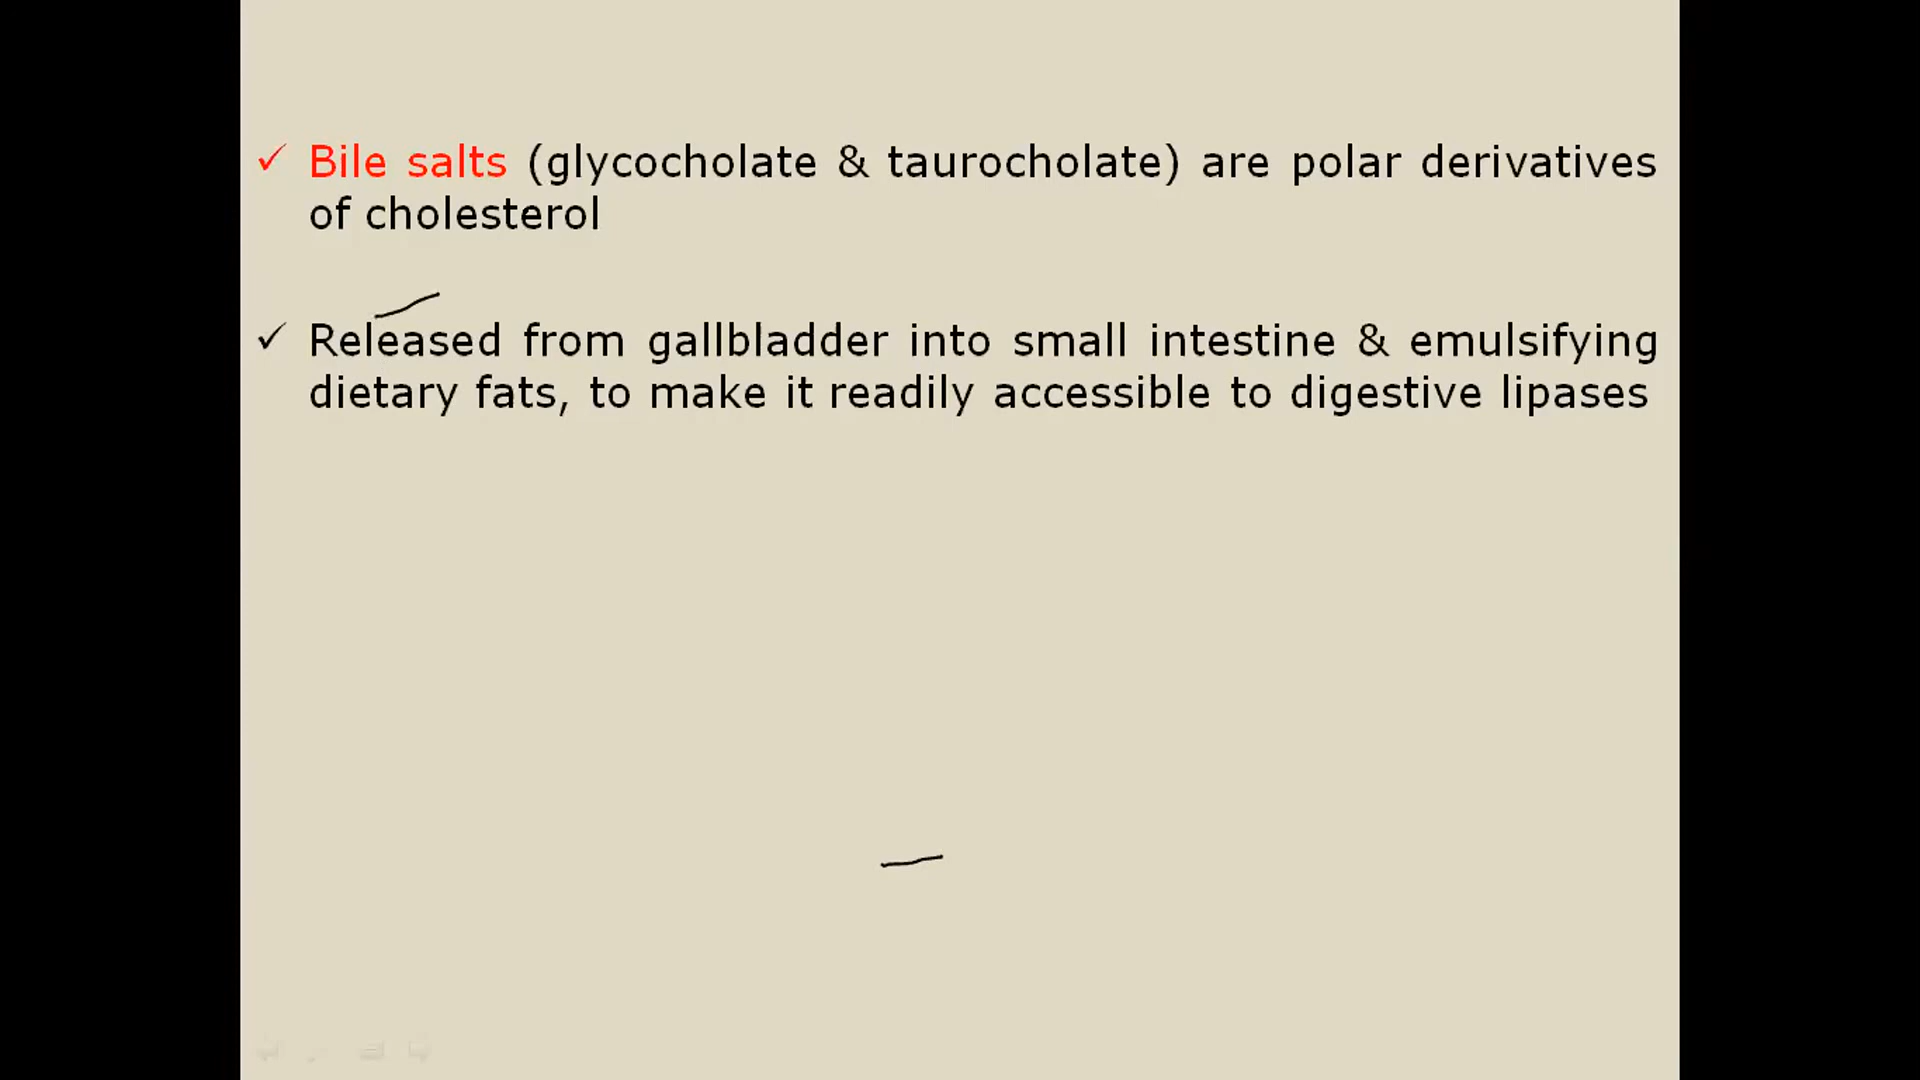 ✓ Bile salts (glycocholate & taurocholate) are polar derivatives
of cholesterol
✓ Released from gallbladder into small intestine & emulsifying
dietary fats, to make it readily accessible to digestive lipases